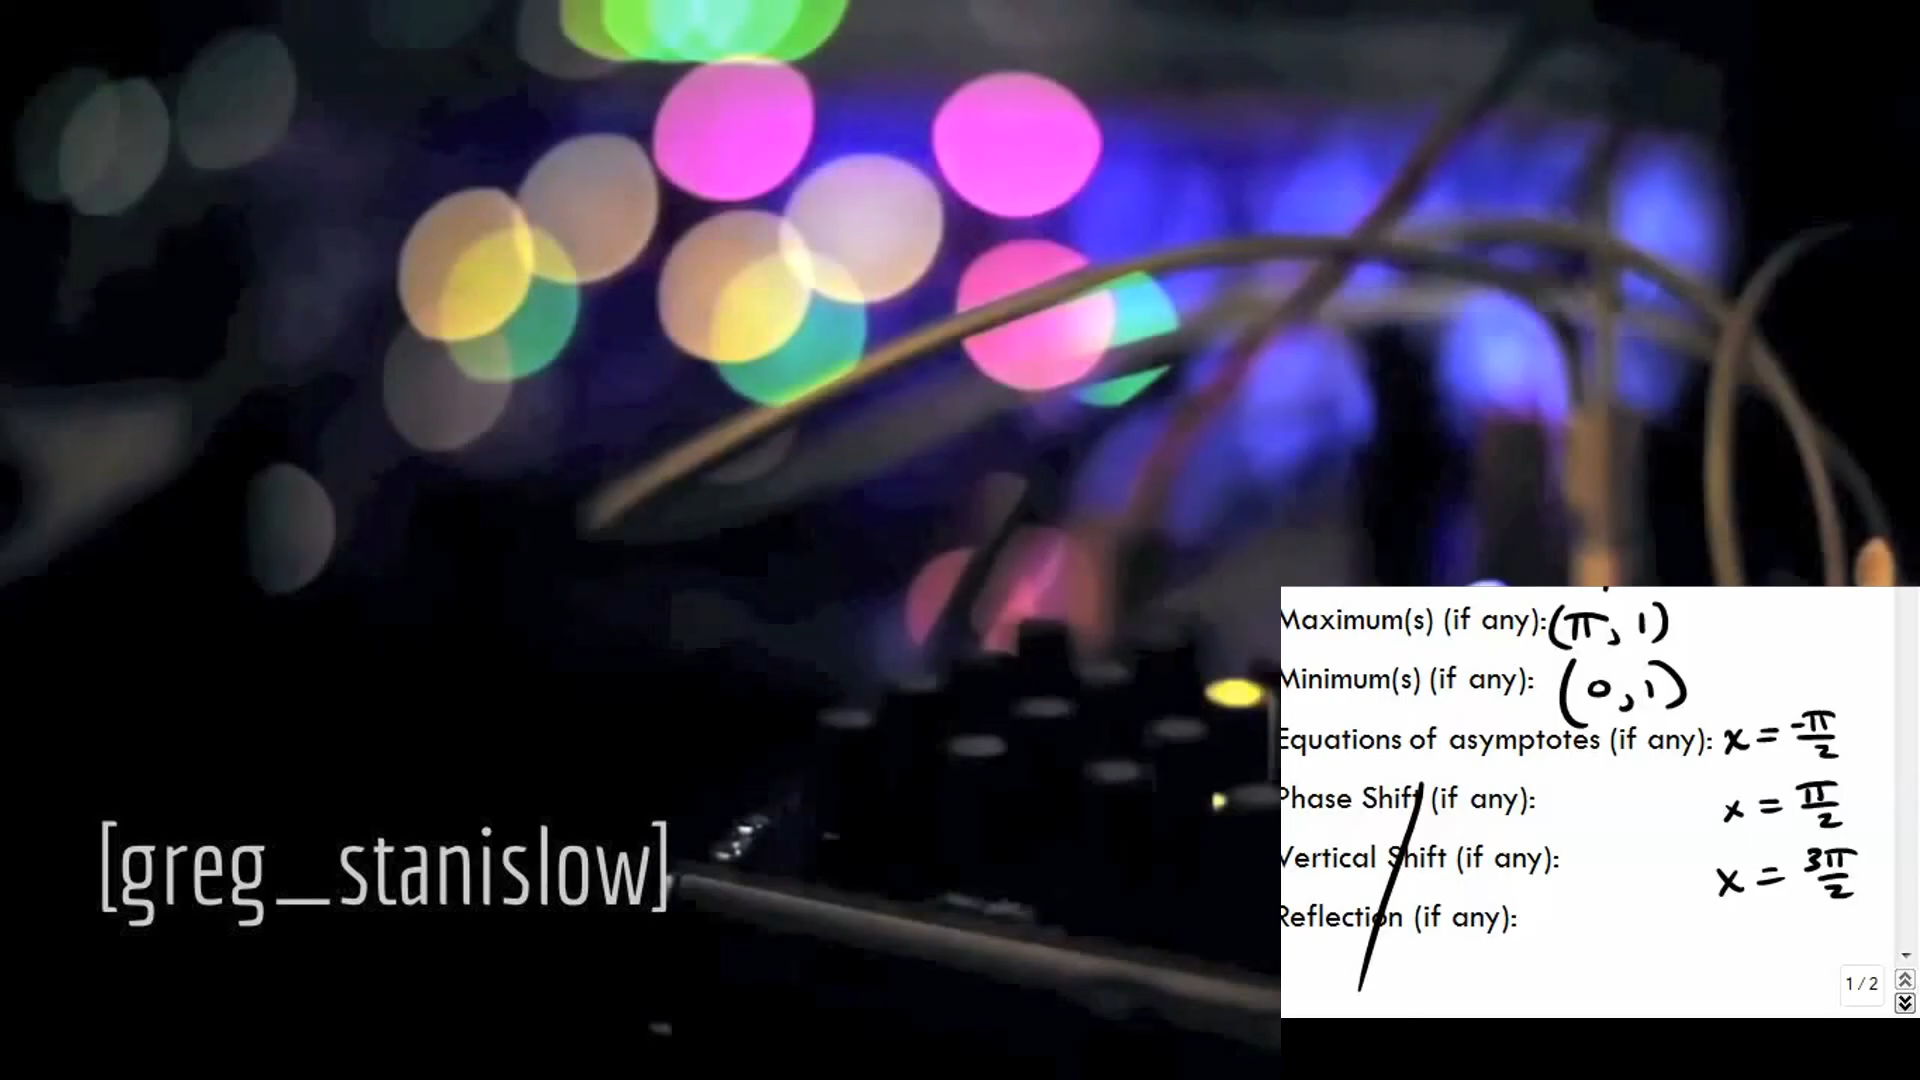 [greg_stanislow]
Maximum(s) (if any): (π, 1)
Minimum(s) (if any): (0, 1)
Equations of asymptotes (if any): x = -π/2
Phase Shift (if any): x = π/2
Vertical Shift (if any): x = 3π/2
Reflection (if any):
1 / 2